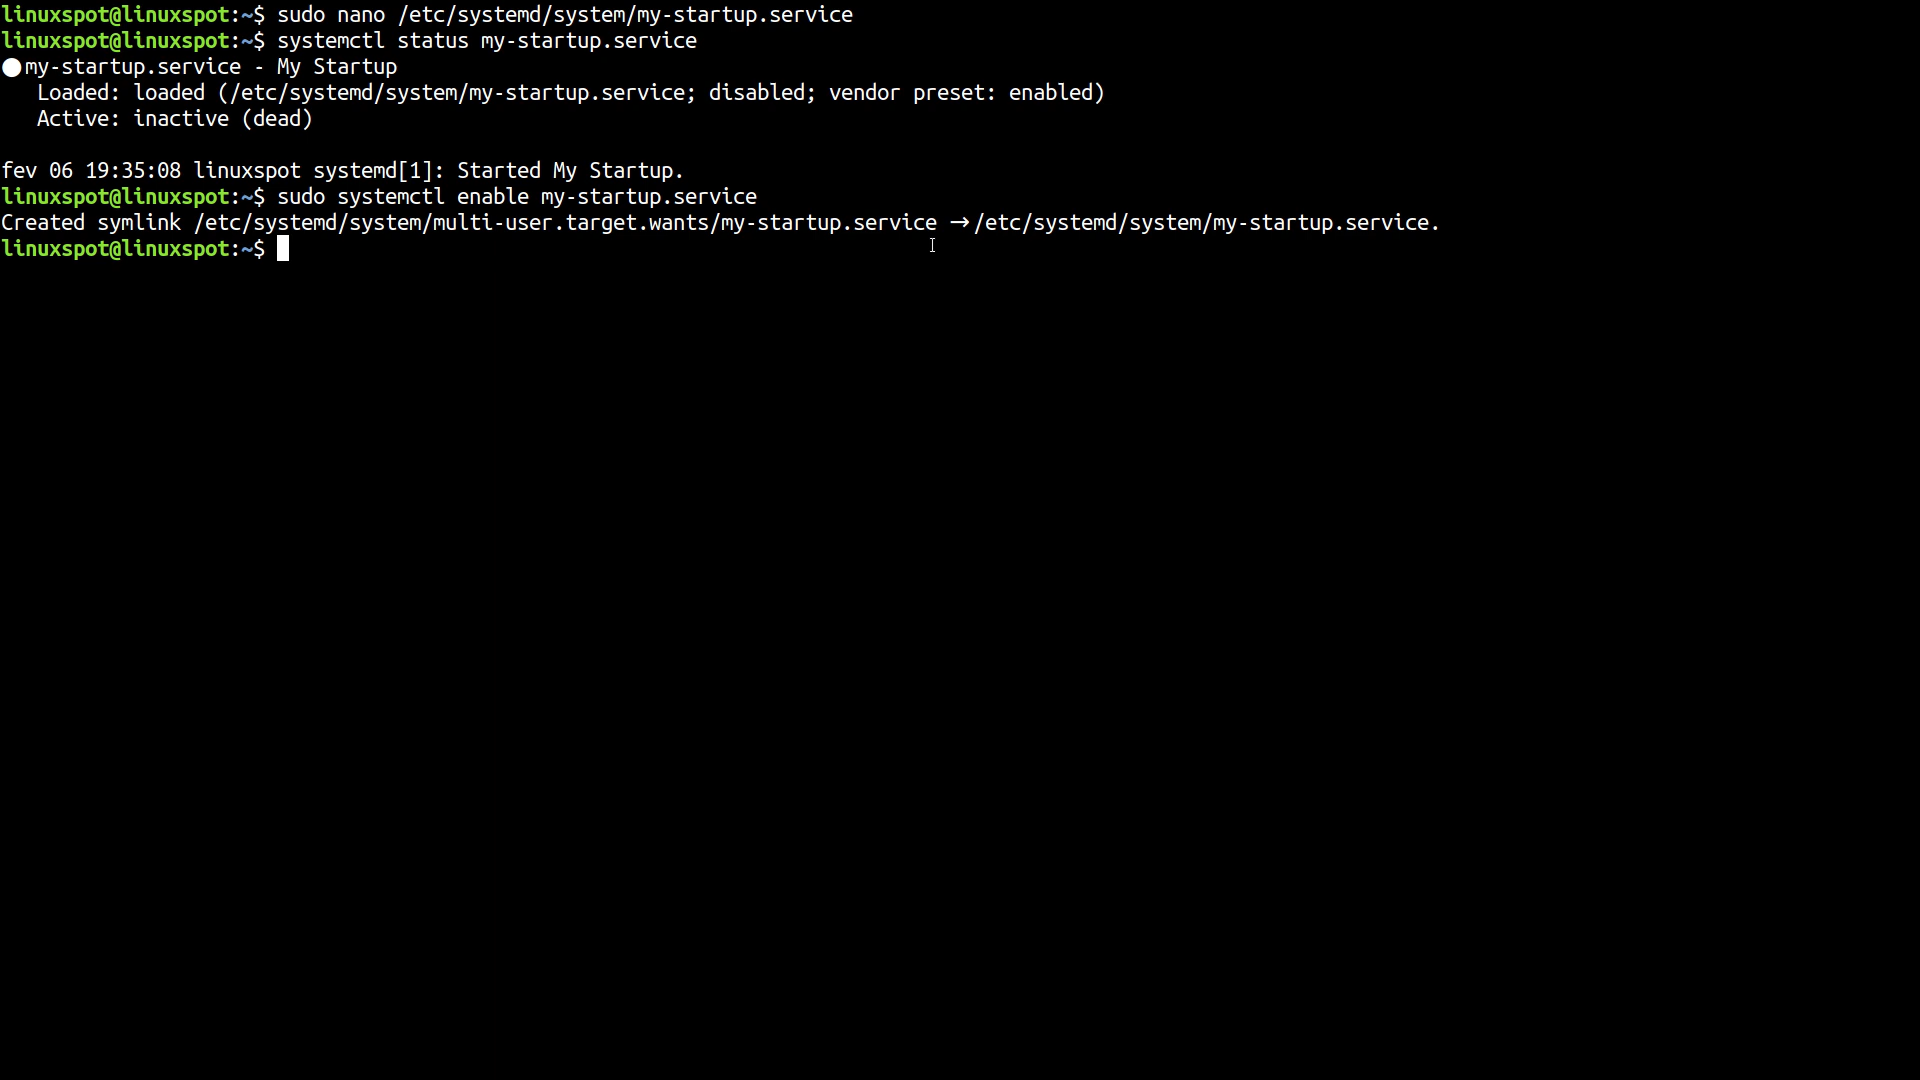 linuxspot@linuxspot:~$ sudo nano /etc/systemd/system/my-startup.service
linuxspot@linuxspot:~$ systemctl status my-startup.service
●my-startup.service - My Startup
   Loaded: loaded (/etc/systemd/system/my-startup.service; disabled; vendor preset: enabled)
   Active: inactive (dead)

fev 06 19:35:08 linuxspot systemd[1]: Started My Startup.
linuxspot@linuxspot:~$ sudo systemctl enable my-startup.service
Created symlink /etc/systemd/system/multi-user.target.wants/my-startup.service →/etc/systemd/system/my-startup.service.
linuxspot@linuxspot:~$